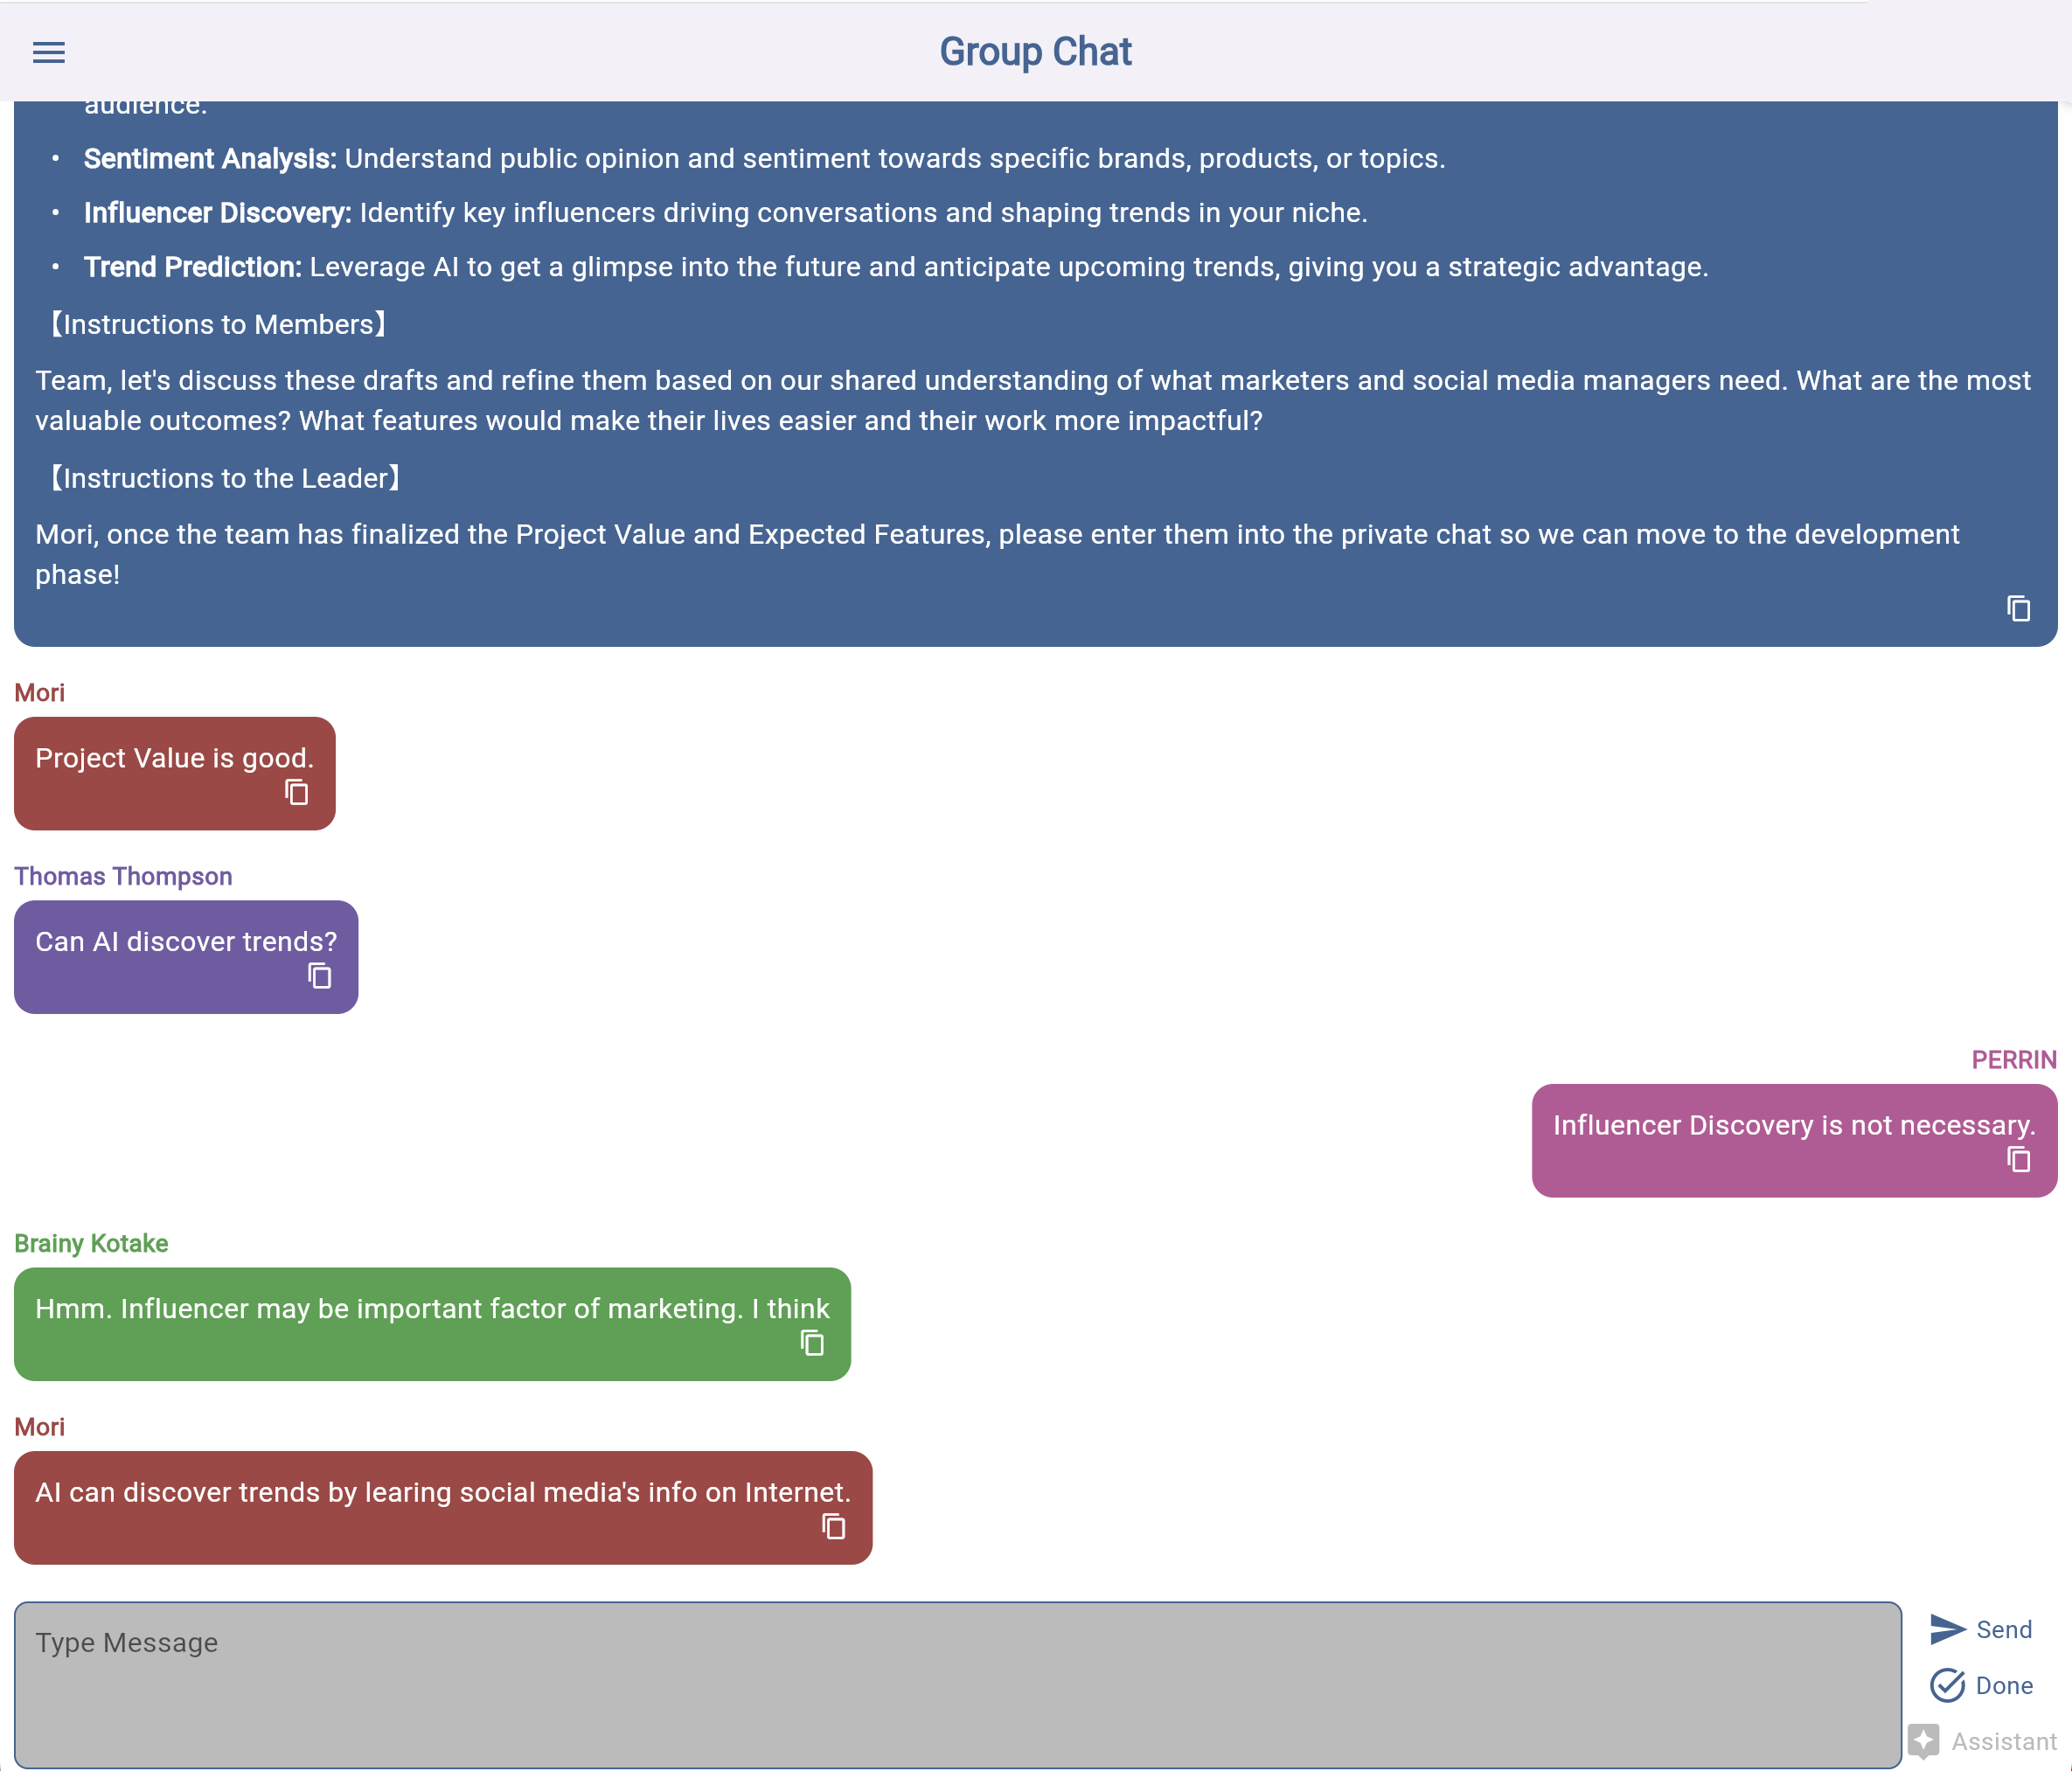 Group Chat
audience.
• Sentiment Analysis: Understand public opinion and sentiment towards specific brands, products, or topics.
• Influencer Discovery: Identify key influencers driving conversations and shaping trends in your niche.
• Trend Prediction: Leverage AI to get a glimpse into the future and anticipate upcoming trends, giving you a strategic advantage.
【Instructions to Members】
Team, let's discuss these drafts and refine them based on our shared understanding of what marketers and social media managers need. What are the most
valuable outcomes? What features would make their lives easier and their work more impactful?
【Instructions to the Leader】
Mori, once the team has finalized the Project Value and Expected Features, please enter them into the private chat so we can move to the development
phase!
Mori
Project Value is good.
Thomas Thompson
Can AI discover trends?
PERRIN
Influencer Discovery is not necessary.
Brainy Kotake
Hmm. Influencer may be important factor of marketing. I think
Mori
AI can discover trends by learing social media's info on Internet.
Type Message
Send
Done
Assistant